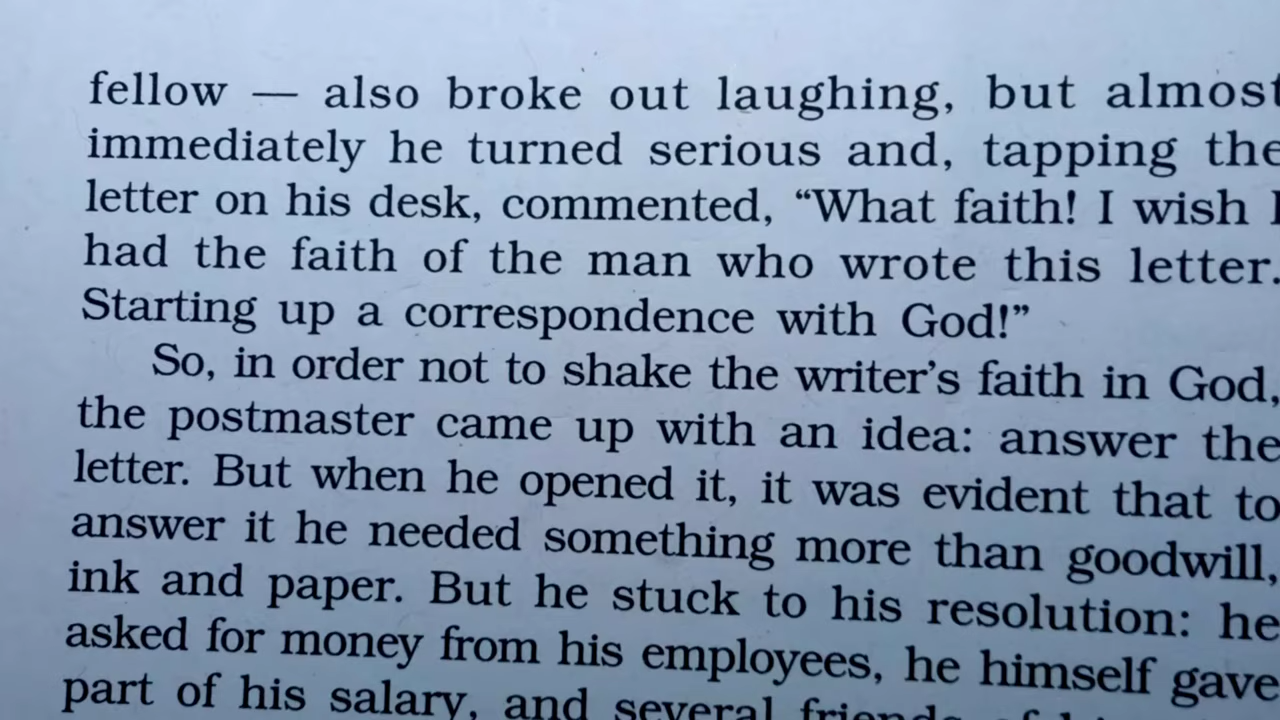 fellow — also broke out laughing, but almost
immediately he turned serious and, tapping the
letter on his desk, commented, “What faith! I wish I
had the faith of the man who wrote this letter.
Starting up a correspondence with God!”
So, in order not to shake the writer’s faith in God,
the postmaster came up with an idea: answer the
letter. But when he opened it, it was evident that to
answer it he needed something more than goodwill,
ink and paper. But he stuck to his resolution: he
asked for money from his employees, he himself gave
part of his salary, and several friends of